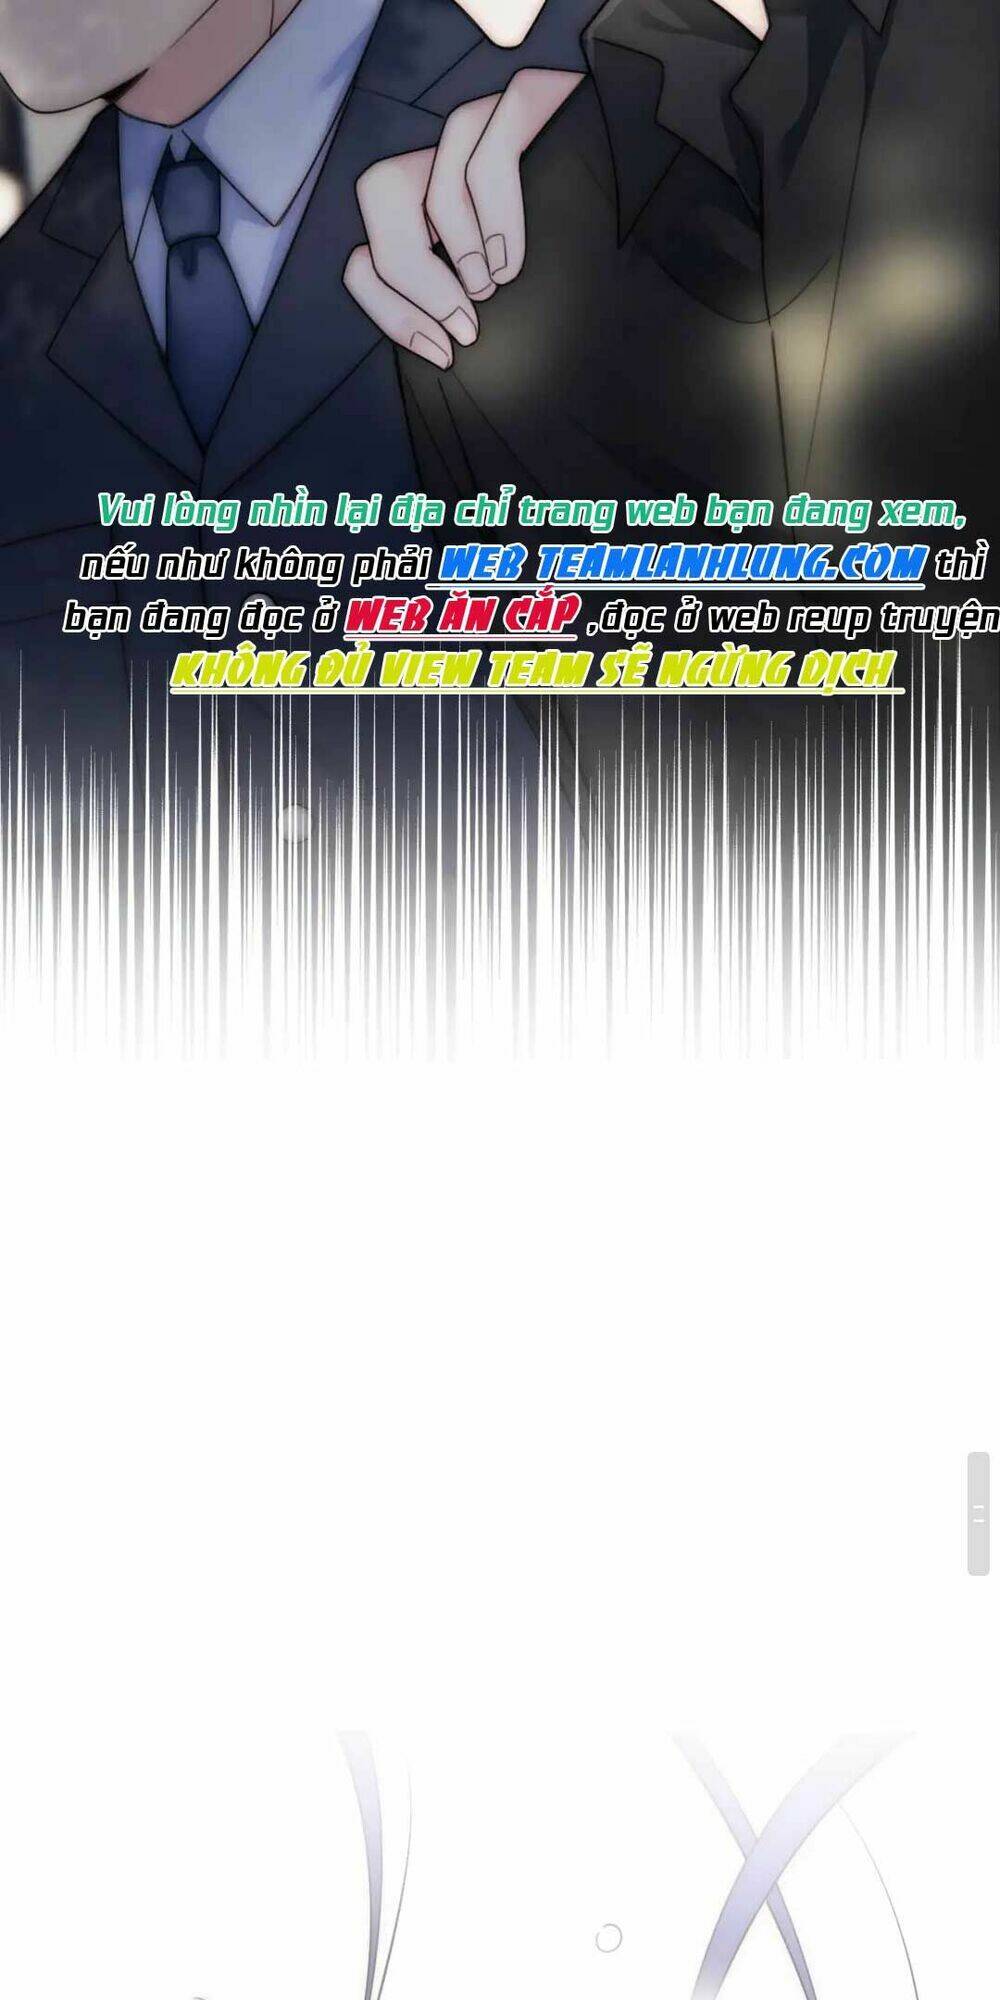 Vui lòng nhìn lại địa chỉ trang web bạn đang xem,
nếu như không phải WEB TEAMLANHLUNG.COM thì
bạn đang đọc ở WEB ĂN CẮP ,đọc ở web reup truyện
KHÔNG ĐỦ VIEW TEAM SẼ NGỪNG DỊCH